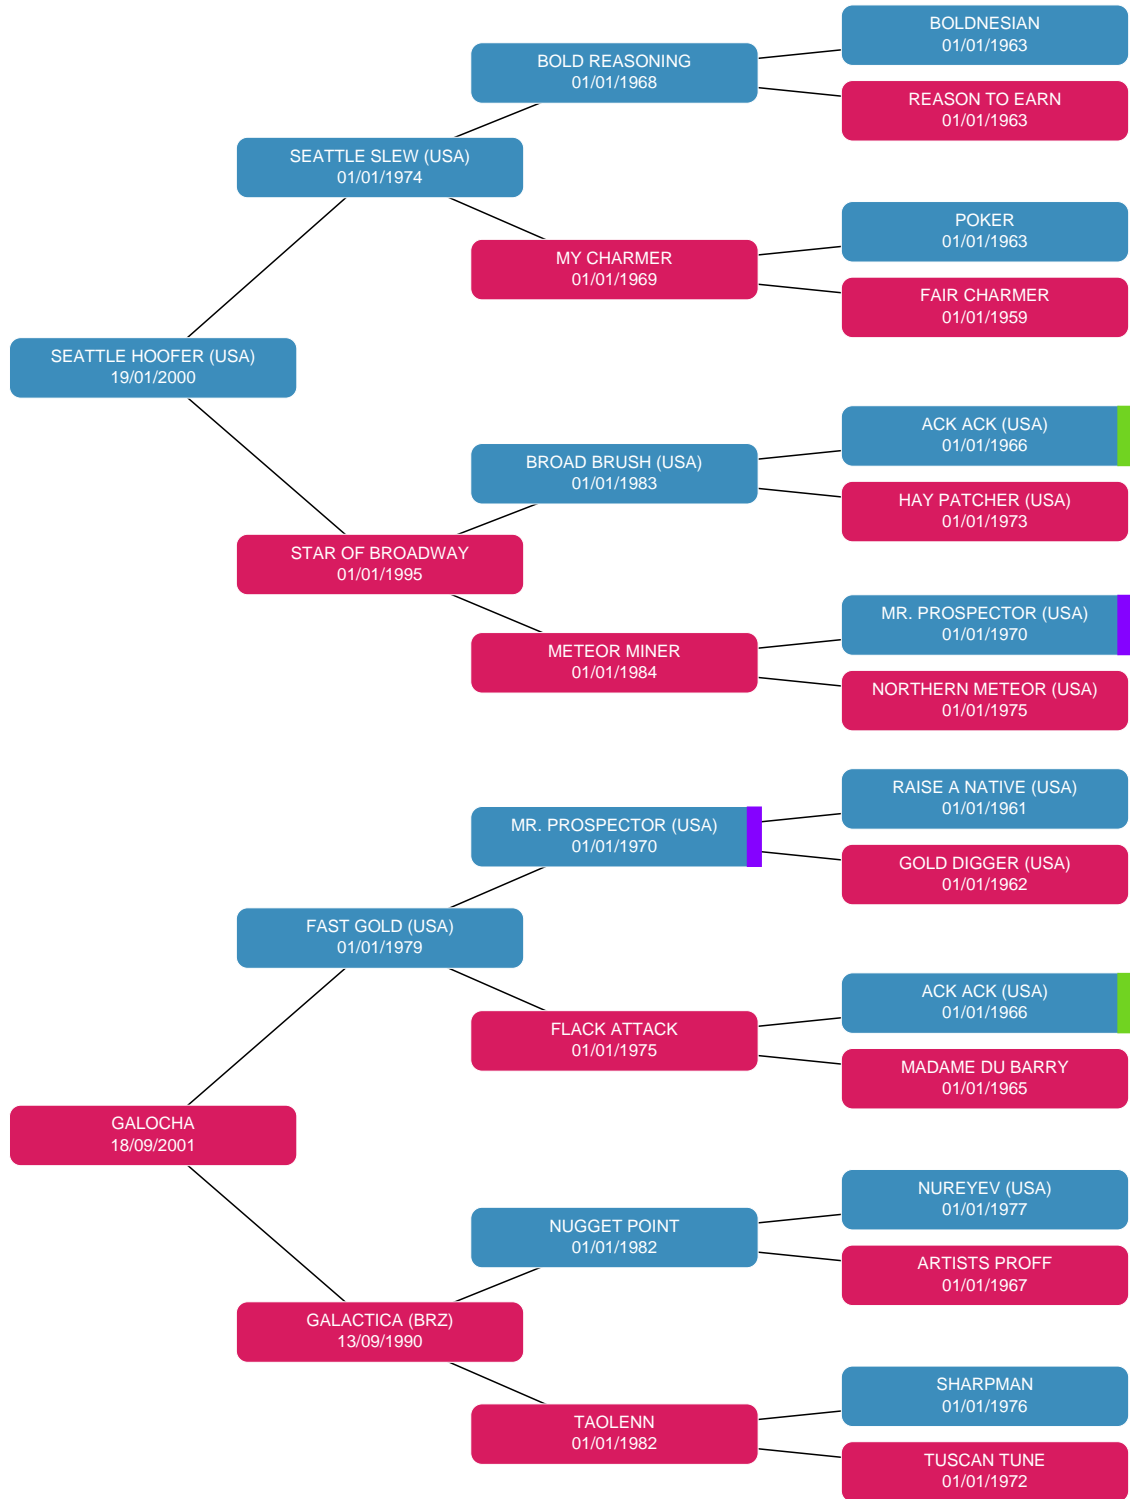 BOLDNESIAN
01/01/1963
BOLD REASONING
01/01/1968
REASON TO EARN
01/01/1963
SEATTLE SLEW (USA)
01/01/1974
POKER
01/01/1963
MY CHARMER
01/01/1969
FAIR CHARMER
01/01/1959
SEATTLE HOOFER (USA)
19/01/2000
ACK ACK (USA)
01/01/1966
BROAD BRUSH (USA)
01/01/1983
HAY PATCHER (USA)
01/01/1973
STAR OF BROADWAY
01/01/1995
MR. PROSPECTOR (USA)
01/01/1970
METEOR MINER
01/01/1984
NORTHERN METEOR (USA)
01/01/1975
RAISE A NATIVE (USA)
01/01/1961
MR. PROSPECTOR (USA)
01/01/1970
GOLD DIGGER (USA)
01/01/1962
FAST GOLD (USA)
01/01/1979
ACK ACK (USA)
01/01/1966
FLACK ATTACK
01/01/1975
MADAME DU BARRY
01/01/1965
GALOCHA
18/09/2001
NUREYEV (USA)
01/01/1977
NUGGET POINT
01/01/1982
ARTISTS PROFF
01/01/1967
GALACTICA (BRZ)
13/09/1990
SHARPMAN
01/01/1976
TAOLENN
01/01/1982
TUSCAN TUNE
01/01/1972